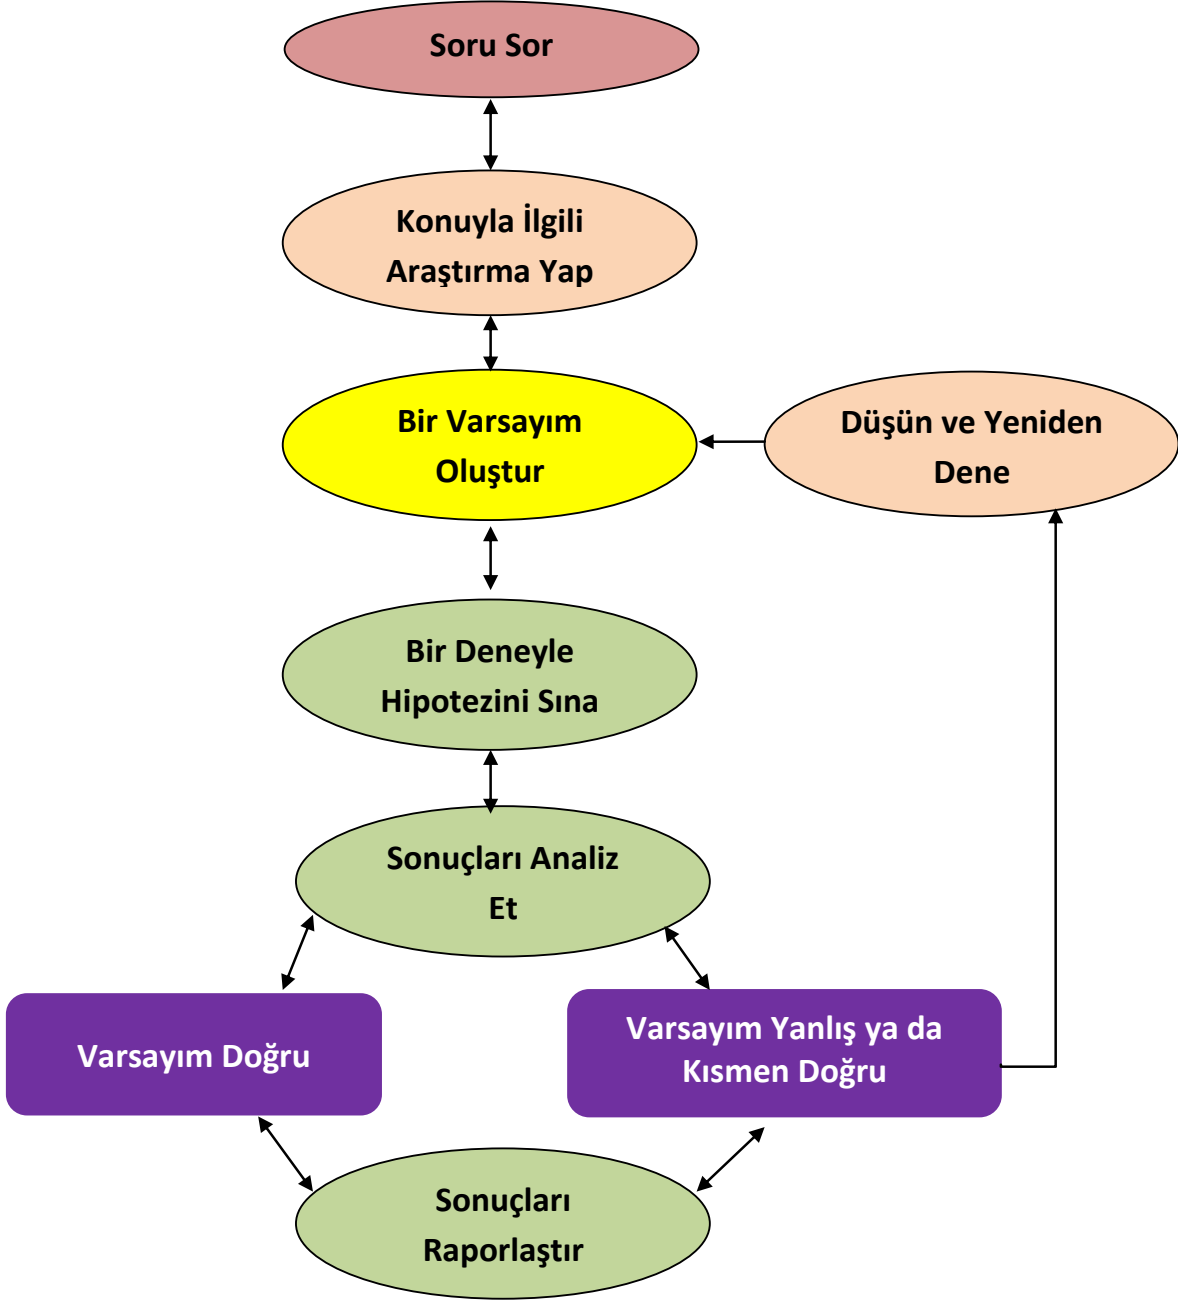 Soru Sor
Konuyla İlgili
Araştırma Yap
Bir Varsayım
Oluştur
Düşün ve Yeniden
Dene
Bir Deneyle
Hipotezini Sına
Sonuçları Analiz
Et
Varsayım Doğru
Varsayım Yanlış ya da
Kısmen Doğru
Sonuçları
Raporlaştır